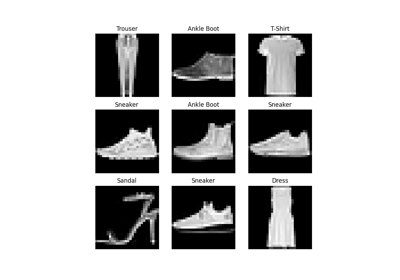 Trouser Ankle Boot T-Shirt
Sneaker Ankle Boot Sneaker
Sandal Sneaker Dress